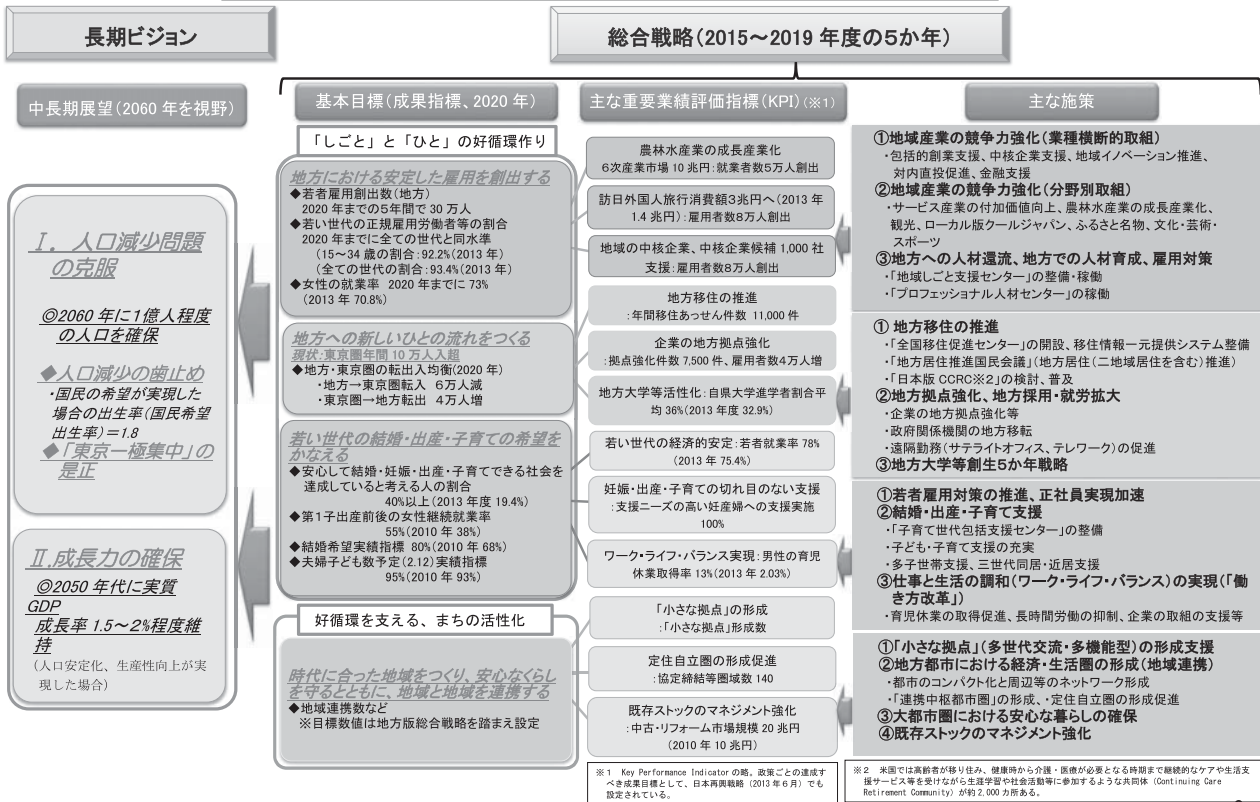 長期ビジョン
総合戦略(2015～2019 年度の5か年)
中長期展望(2060 年を視野)
基本目標(成果指標、2020 年)
主な重要業績評価指標(KPI)(※1)
主な施策
Ⅰ．人口減少問題
の克服
◎2060 年に1億人程度
の人口を確保
◆人口減少の歯止め
・国民の希望が実現した
場合の出生率(国民希望
出生率)＝1.8
◆「東京一極集中」の
是正
Ⅱ.成長力の確保
◎2050 年代に実質
GDP
成長率 1.5～2%程度維
持
(人口安定化、生産性向上が実
現した場合)
「しごと」と「ひと」の好循環作り
地方における安定した雇用を創出する
◆若者雇用創出数(地方)
2020 年までの5年間で 30 万人
◆若い世代の正規雇用労働者等の割合
2020 年までに全ての世代と同水準
(15～34 歳の割合:92.2%(2013 年)
(全ての世代の割合:93.4%(2013 年)
◆女性の就業率 2020 年までに 73%
(2013 年 70.8%)
地方への新しいひとの流れをつくる
現状:東京圏年間 10 万人入超
◆地方・東京圏の転出入均衡(2020 年)
・地方→東京圏転入 6万人減
・東京圏→地方転出 4万人増
若い世代の結婚・出産・子育ての希望を
かなえる
◆安心して結婚・妊娠・出産・子育てできる社会を
達成していると考える人の割合
40%以上(2013 年度 19.4%)
◆第1子出産前後の女性継続就業率
55%(2010 年 38%)
◆結婚希望実績指標 80%(2010 年 68%)
◆夫婦子ども数予定(2.12)実績指標
95%(2010 年 93%)
好循環を支える、まちの活性化
時代に合った地域をつくり、安心なくらし
を守るとともに、地域と地域を連携する
◆地域連携数など
※目標数値は地方版総合戦略を踏まえ設定
農林水産業の成長産業化
6次産業市場 10 兆円:就業者数5万人創出
訪日外国人旅行消費額3兆円へ(2013 年
1.4 兆円):雇用者数8万人創出
地域の中核企業、中核企業候補 1,000 社
支援:雇用者数8万人創出
地方移住の推進
:年間移住あっせん件数 11,000 件
企業の地方拠点強化
:拠点強化件数 7,500 件、雇用者数4万人増
地方大学等活性化:自県大学進学者割合平
均 36%(2013 年度 32.9%)
若い世代の経済的安定:若者就業率 78%
(2013 年 75.4%)
妊娠・出産・子育ての切れ目のない支援
:支援ニーズの高い妊産婦への支援実施
100%
ワーク・ライフ・バランス実現:男性の育児
休業取得率 13%(2013 年 2.03%)
「小さな拠点」の形成
:「小さな拠点」形成数
定住自立圏の形成促進
:協定締結等圏域数 140
既存ストックのマネジメント強化
:中古・リフォーム市場規模 20 兆円
(2010 年 10 兆円)
①地域産業の競争力強化(業種横断的取組)
・包括的創業支援、中核企業支援、地域イノベーション推進、
対内直投促進、金融支援
②地域産業の競争力強化(分野別取組)
・サービス産業の付加価値向上、農林水産業の成長産業化、
観光、ローカル版クールジャパン、ふるさと名物、文化・芸術・
スポーツ
③地方への人材還流、地方での人材育成、雇用対策
・「地域しごと支援センター」の整備・稼働
・「プロフェッショナル人材センター」の稼働
① 地方移住の推進
・「全国移住促進センター」の開設、移住情報一元提供システム整備
・「地方居住推進国民会議」(地方居住(二地域居住を含む)推進)
・「日本版 CCRC※2」の検討、普及
②地方拠点強化、地方採用・就労拡大
・企業の地方拠点強化等
・政府関係機関の地方移転
・遠隔勤務(サテライトオフィス、テレワーク)の促進
③地方大学等創生5か年戦略
①若者雇用対策の推進、正社員実現加速
②結婚・出産・子育て支援
・「子育て世代包括支援センター」の整備
・子ども・子育て支援の充実
・多子世帯支援、三世代同居・近居支援
③仕事と生活の調和(ワーク・ライフ・バランス)の実現(「働
き方改革」)
・育児休業の取得促進、長時間労働の抑制、企業の取組の支援等
①「小さな拠点」(多世代交流・多機能型)の形成支援
②地方都市における経済・生活圏の形成(地域連携)
・都市のコンパクト化と周辺等のネットワーク形成
・「連携中枢都市圏」の形成、・定住自立圏の形成促進
③大都市圏における安心な暮らしの確保
④既存ストックのマネジメント強化
※1 Key Performance Indicator の略。政策ごとの達成す
べき成果目標として、日本再興戦略(2013 年 6 月)でも
設定されている。
※2 米国では高齢者が移り住み、健康時から介護・医療が必要となる時期まで継続的なケアや生活支
援サービス等を受けながら生涯学習や社会活動等に参加するような共同体(Continuing Care
Retirement Community)が約 2,000 カ所ある。